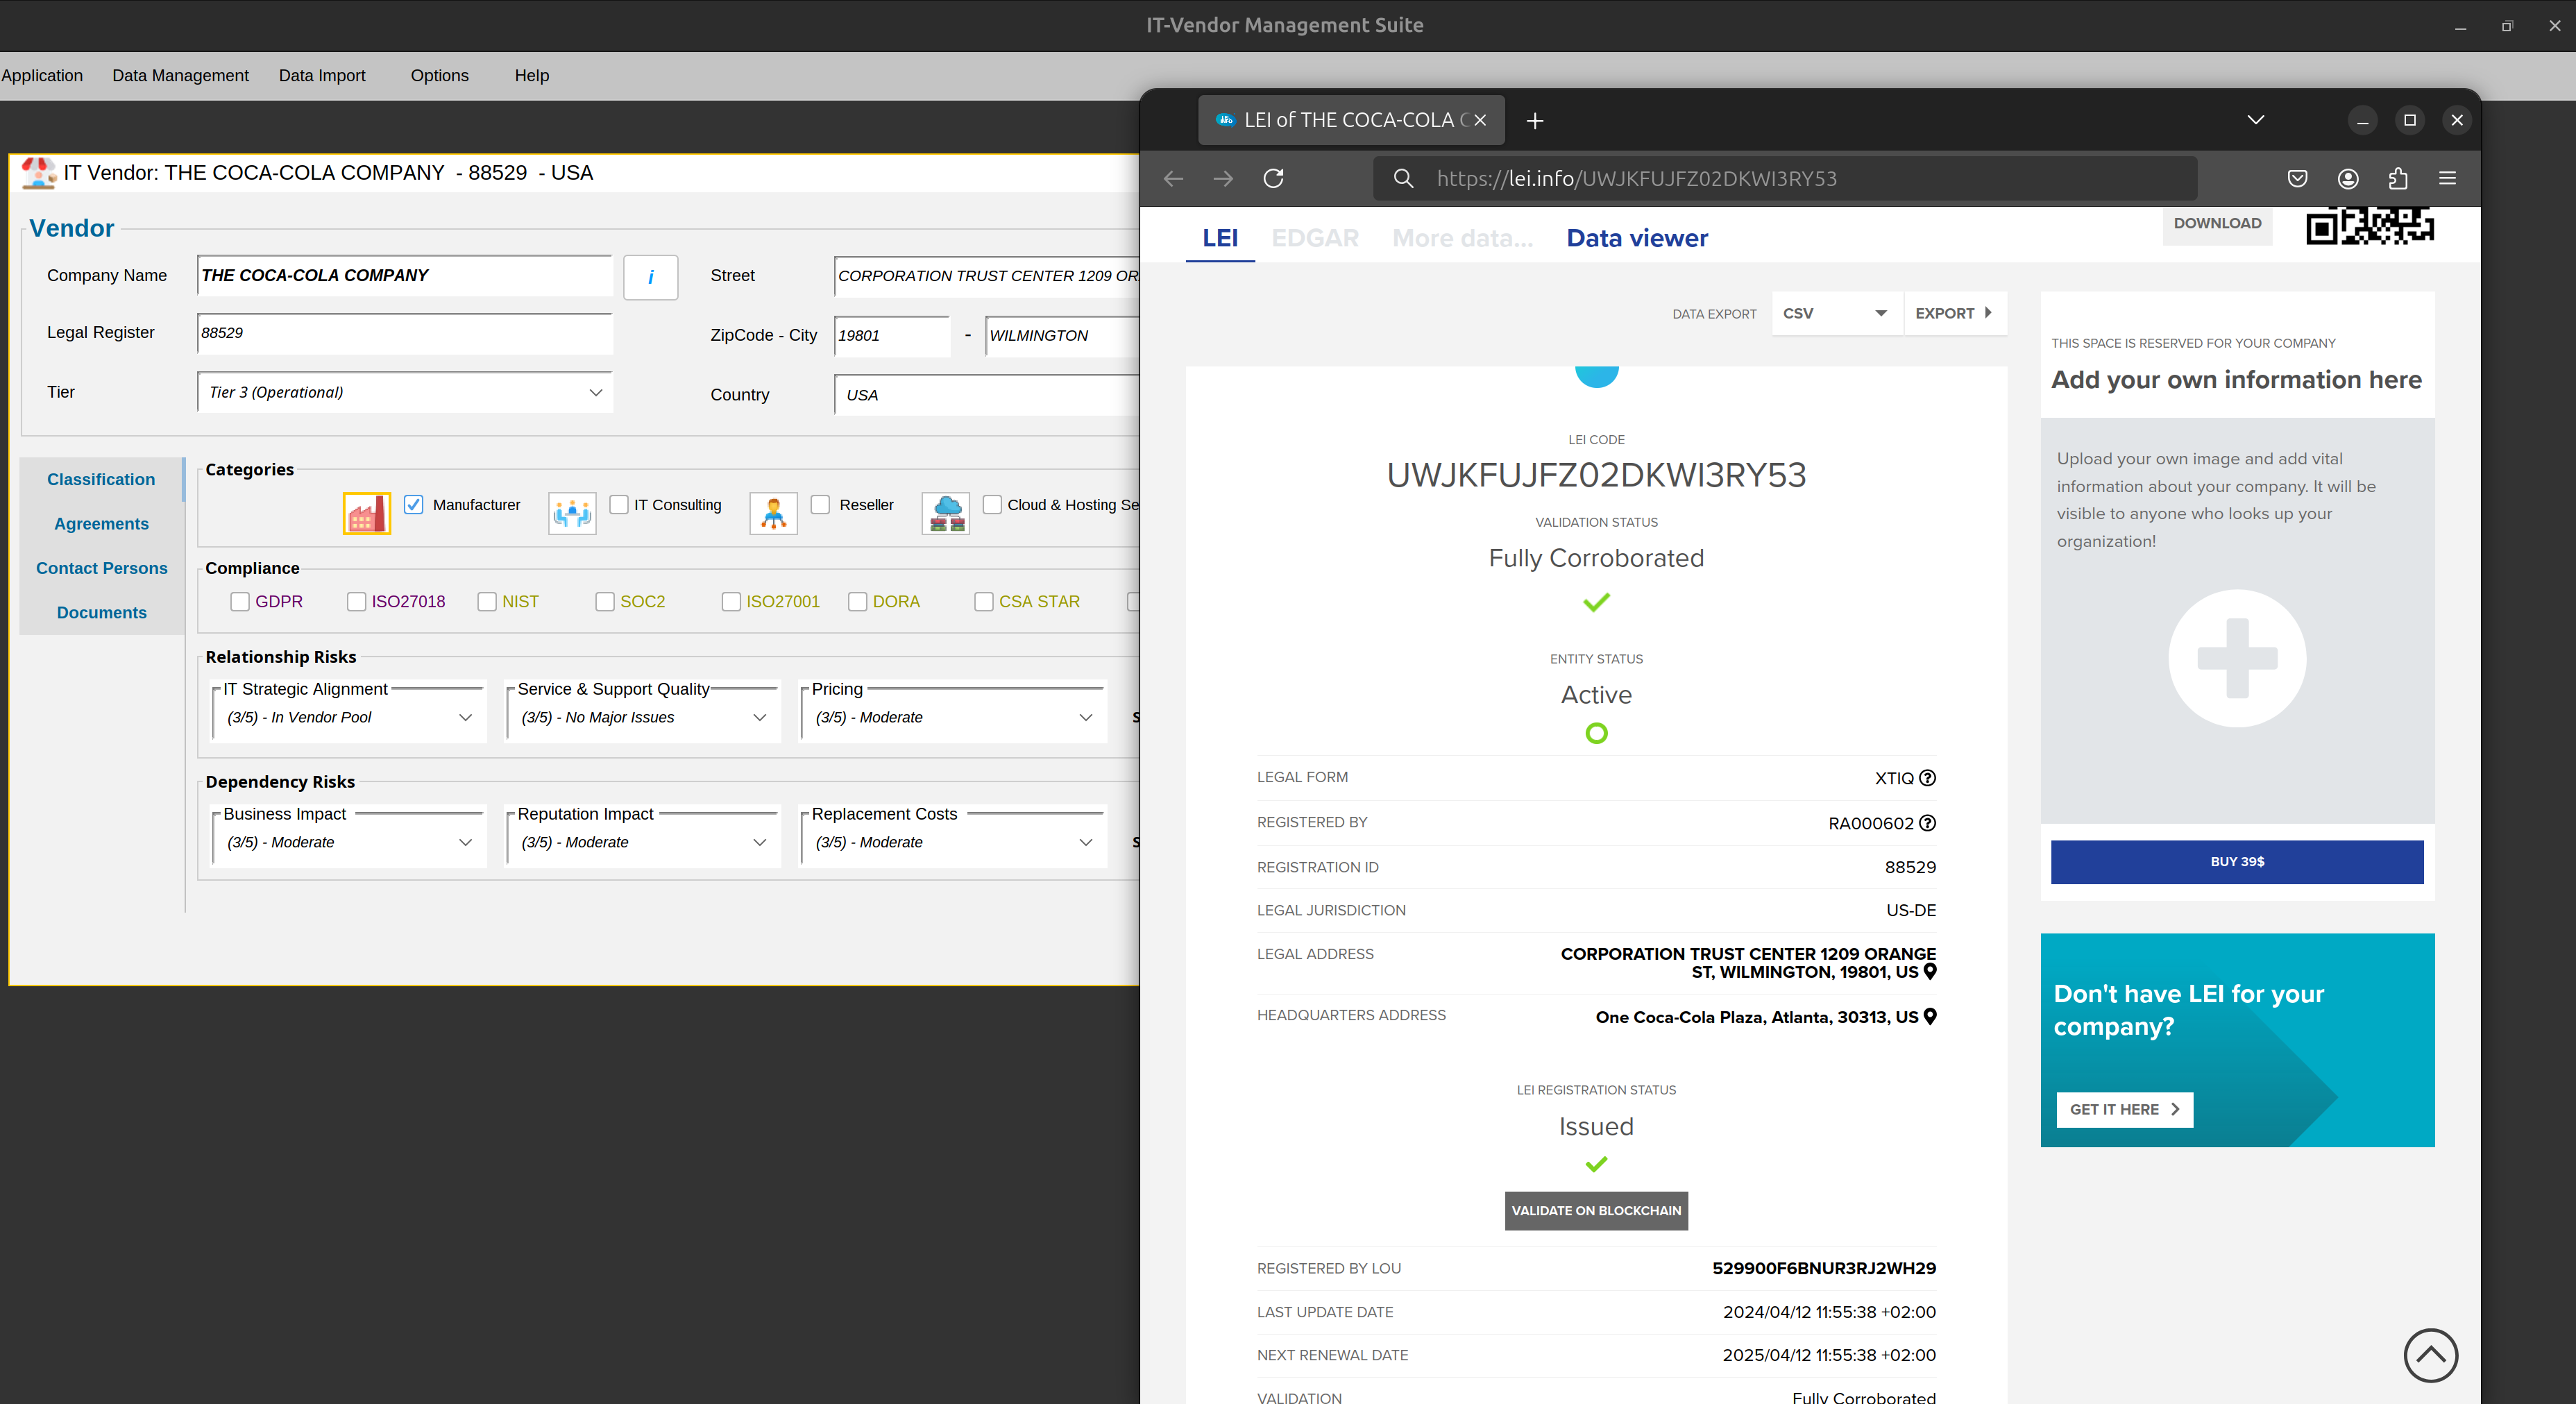 IT-Vendor Management Suite
Application Data Management Data Import Options Help
IT Vendor: THE COCA-COLA COMPANY - 88529 - USA
Vendor
Company Name THE COCA-COLA COMPANY i Street CORPORATION TRUST CENTER 1209 OR
Legal Register 88529 ZipCode - City 19801 - WILMINGTON
Tier Tier 3 (Operational) Country USA
Classification
Agreements
Contact Persons
Documents
Categories
Manufacturer IT Consulting Reseller Cloud & Hosting Se
Compliance
GDPR ISO27018 NIST SOC2 ISO27001 DORA CSA STAR
Relationship Risks
IT Strategic Alignment Service & Support Quality Pricing
(3/5) - In Vendor Pool (3/5) - No Major Issues (3/5) - Moderate S
Dependency Risks
Business Impact Reputation Impact Replacement Costs
(3/5) - Moderate (3/5) - Moderate (3/5) - Moderate S
LEI of THE COCA-COLA C
https://lei.info/UWJKFUJFZ02DKWI3RY53
LEI EDGAR More data... Data viewer
DOWNLOAD
DATA EXPORT CSV EXPORT
LEI CODE
UWJKFUJFZ02DKWI3RY53
VALIDATION STATUS
Fully Corroborated
ENTITY STATUS
Active
LEGAL FORM XTIQ
REGISTERED BY RA000602
REGISTRATION ID 88529
LEGAL JURISDICTION US-DE
LEGAL ADDRESS CORPORATION TRUST CENTER 1209 ORANGE
ST, WILMINGTON, 19801, US
HEADQUARTERS ADDRESS One Coca-Cola Plaza, Atlanta, 30313, US
LEI REGISTRATION STATUS
Issued
VALIDATE ON BLOCKCHAIN
REGISTERED BY LOU 529900F6BNUR3RJ2WH29
LAST UPDATE DATE 2024/04/12 11:55:38 +02:00
NEXT RENEWAL DATE 2025/04/12 11:55:38 +02:00
VALIDATION Fully Corroborated
THIS SPACE IS RESERVED FOR YOUR COMPANY
Add your own information here
Upload your own image and add vital
information about your company. It will be
visible to anyone who looks up your
organization!
BUY 39$
Don't have LEI for your
company?
GET IT HERE